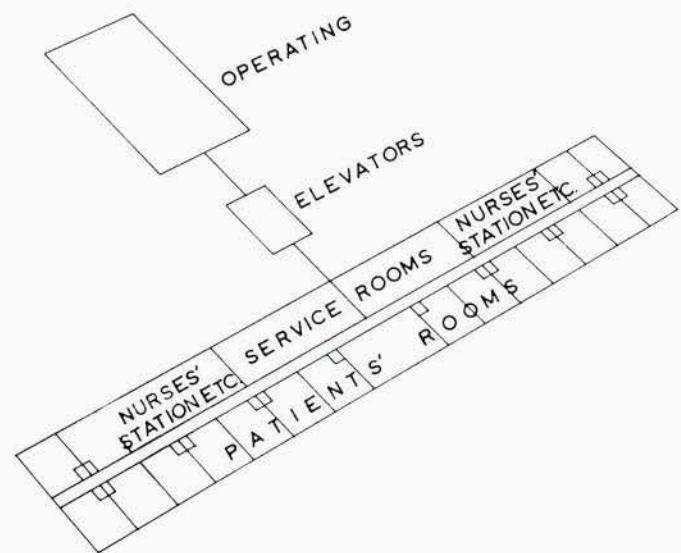 OPERATING
ELEVATORS
NURSES'
STATION ETC.
SERVICE ROOMS
NURSES'
STATION ETC.
PATIENTS' ROOMS